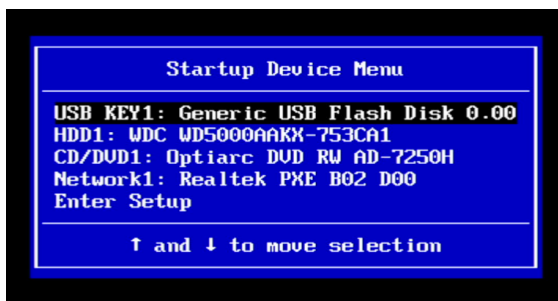 Startup Device Menu
USB KEY1: Generic USB Flash Disk 0.00
HDD1: WDC WD5000AAKX-753CA1
CD/DVD1: Optiarc DVD RW AD-7250H
Network1: Realtek PXE B02 D00
Enter Setup
↑ and ↓ to move selection